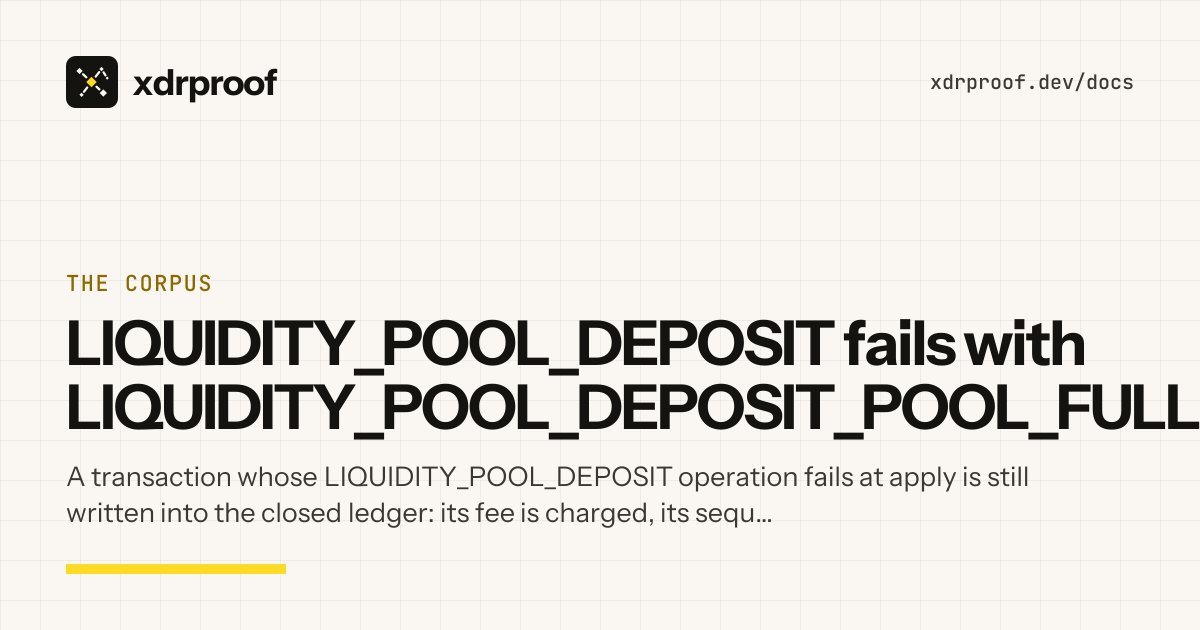 xdrproof
xdrproof.dev/docs
THE CORPUS
LIQUIDITY_POOL_DEPOSIT fails with
LIQUIDITY_POOL_DEPOSIT_POOL_FULL
A transaction whose LIQUIDITY_POOL_DEPOSIT operation fails at apply is still
written into the closed ledger: its fee is charged, its sequ…